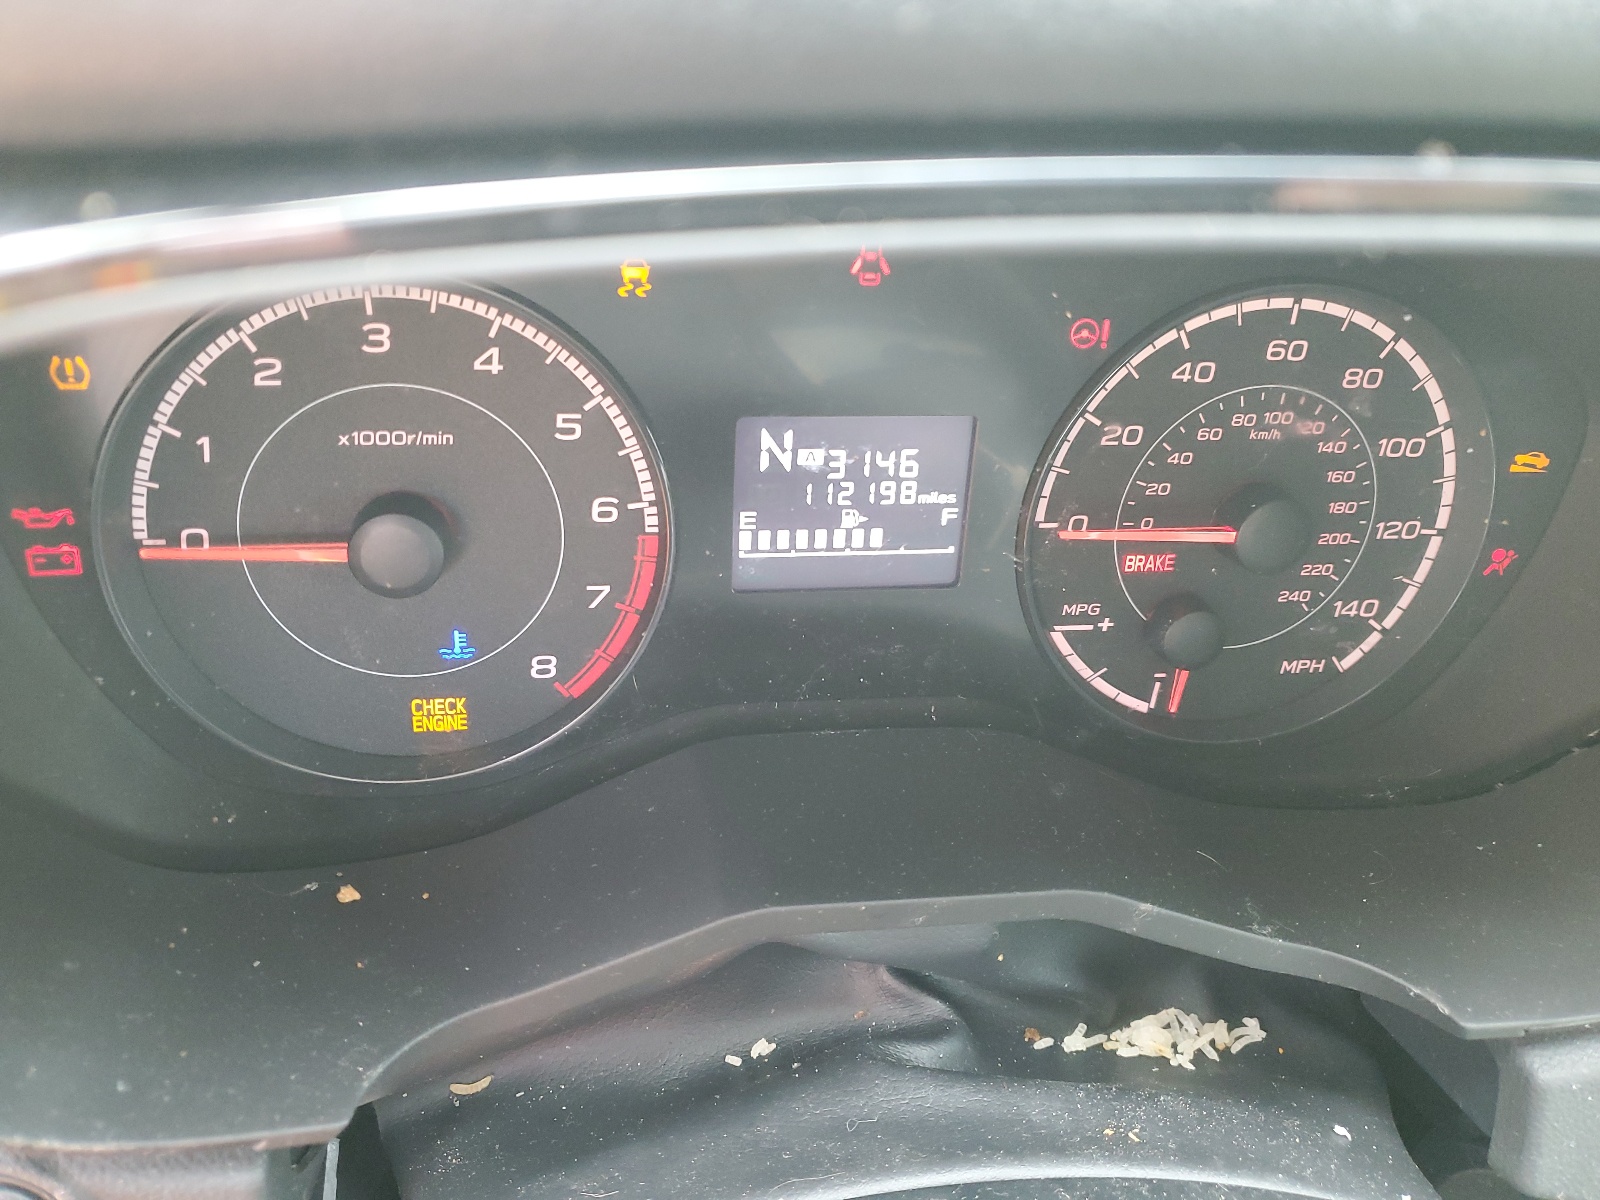 x1000r/min
0 1 2 3 4 5 6 7 8
CHECK
ENGINE
N A 3146
112198 miles
E F
0 20 40 60 80 100 120 140
MPH
0 20 40 60 80 100 120 140 160 180 200 220 240
km/h
BRAKE
MPG
+
-